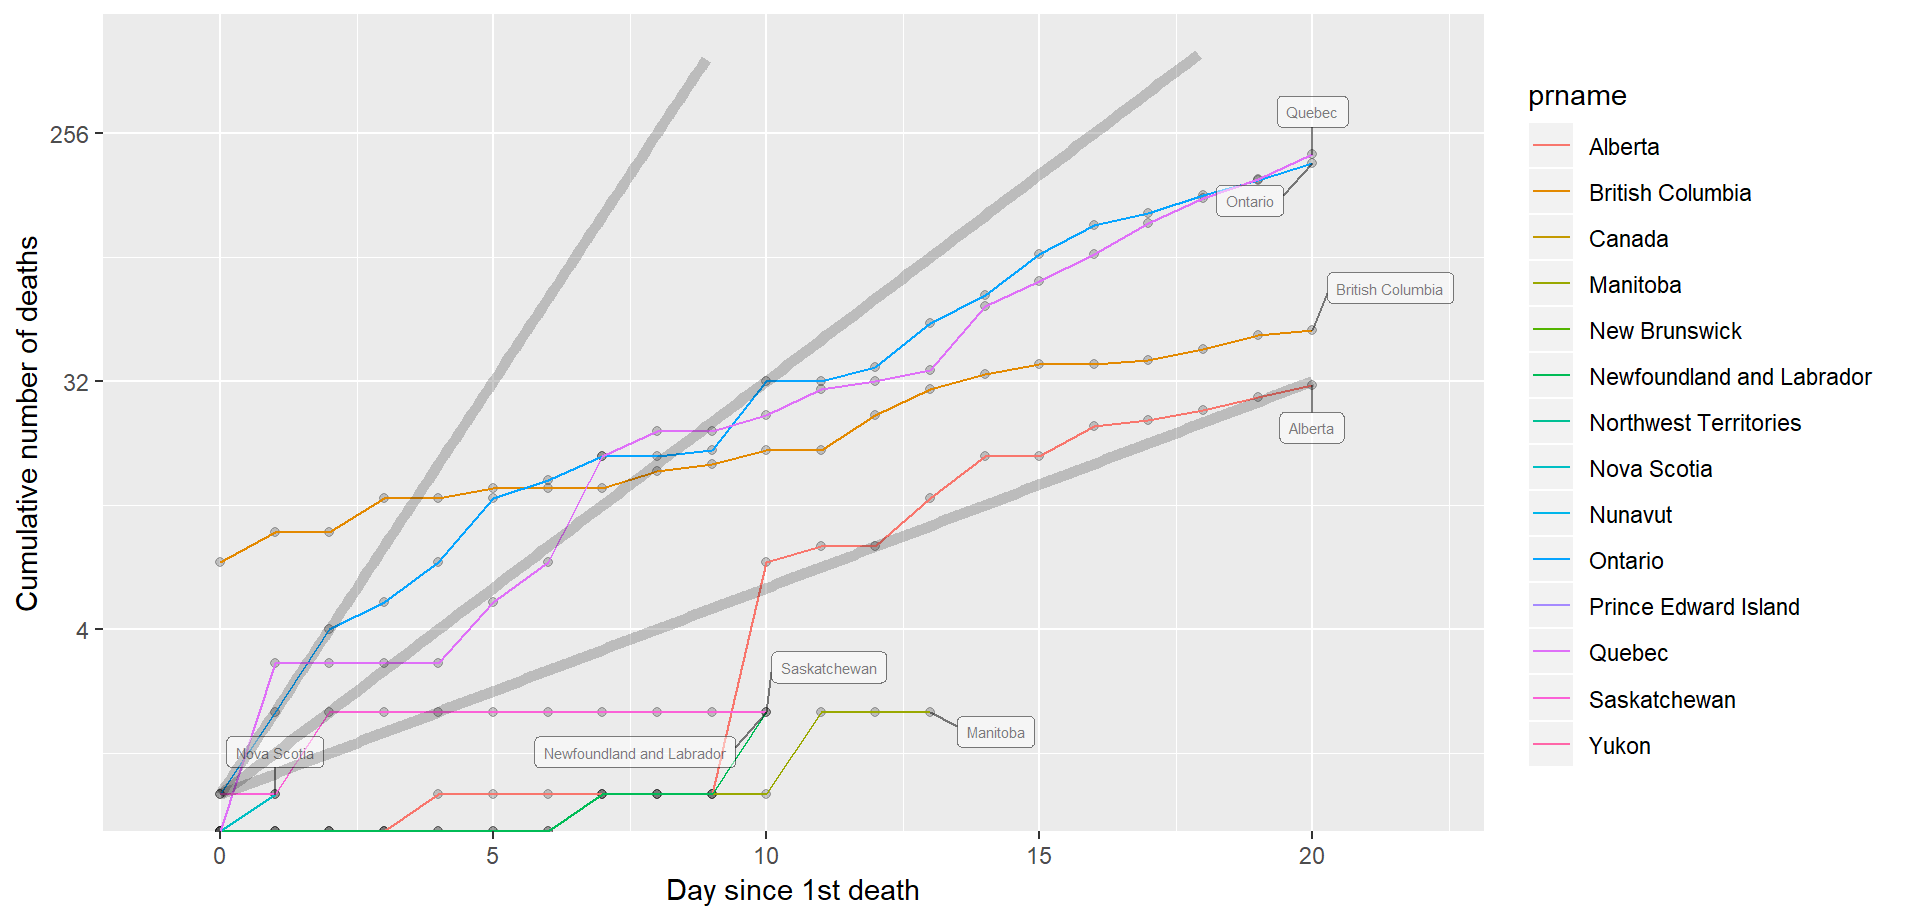 Cumulative number of deaths
256
32
4
Quebec
Ontario
British Columbia
Alberta
Saskatchewan
Manitoba
Nova Scotia
Newfoundland and Labrador
0
5
10
15
20
Day since 1st death
prname
Alberta
British Columbia
Canada
Manitoba
New Brunswick
Newfoundland and Labrador
Northwest Territories
Nova Scotia
Nunavut
Ontario
Prince Edward Island
Quebec
Saskatchewan
Yukon